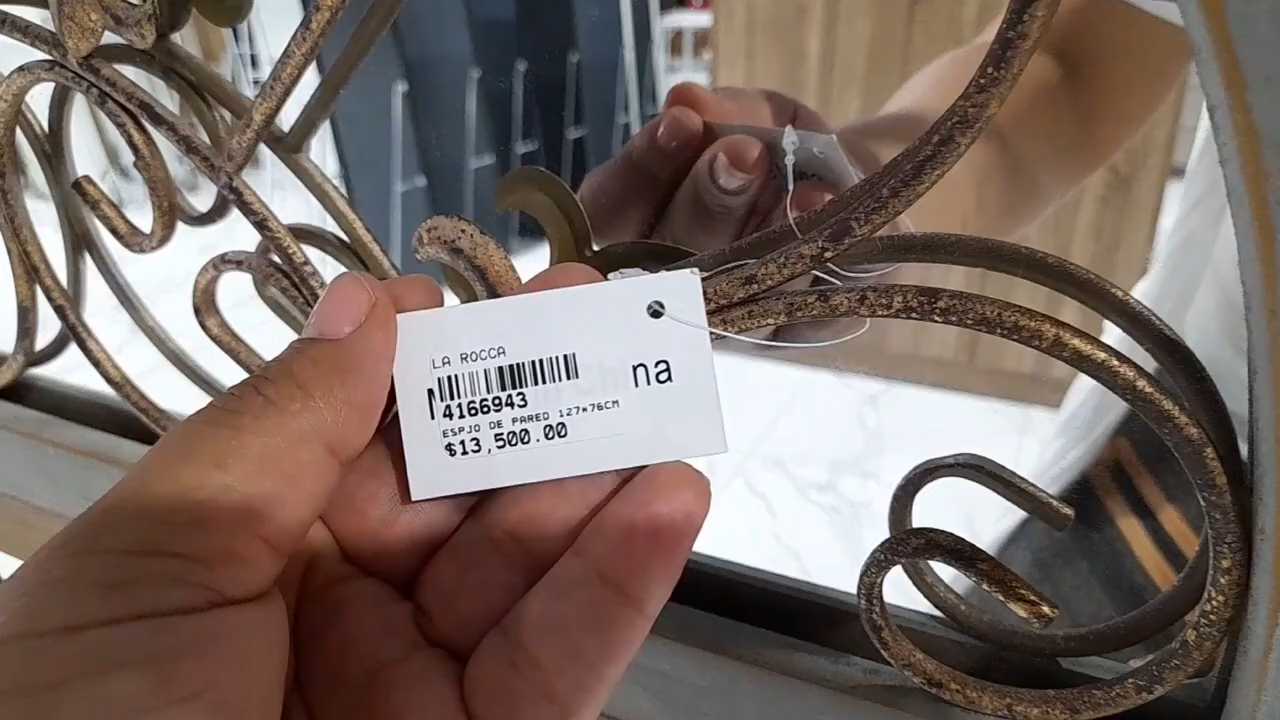 LA ROCCA
na
4166943
ESPJO DE PARED 127*76CM
$13,500.00